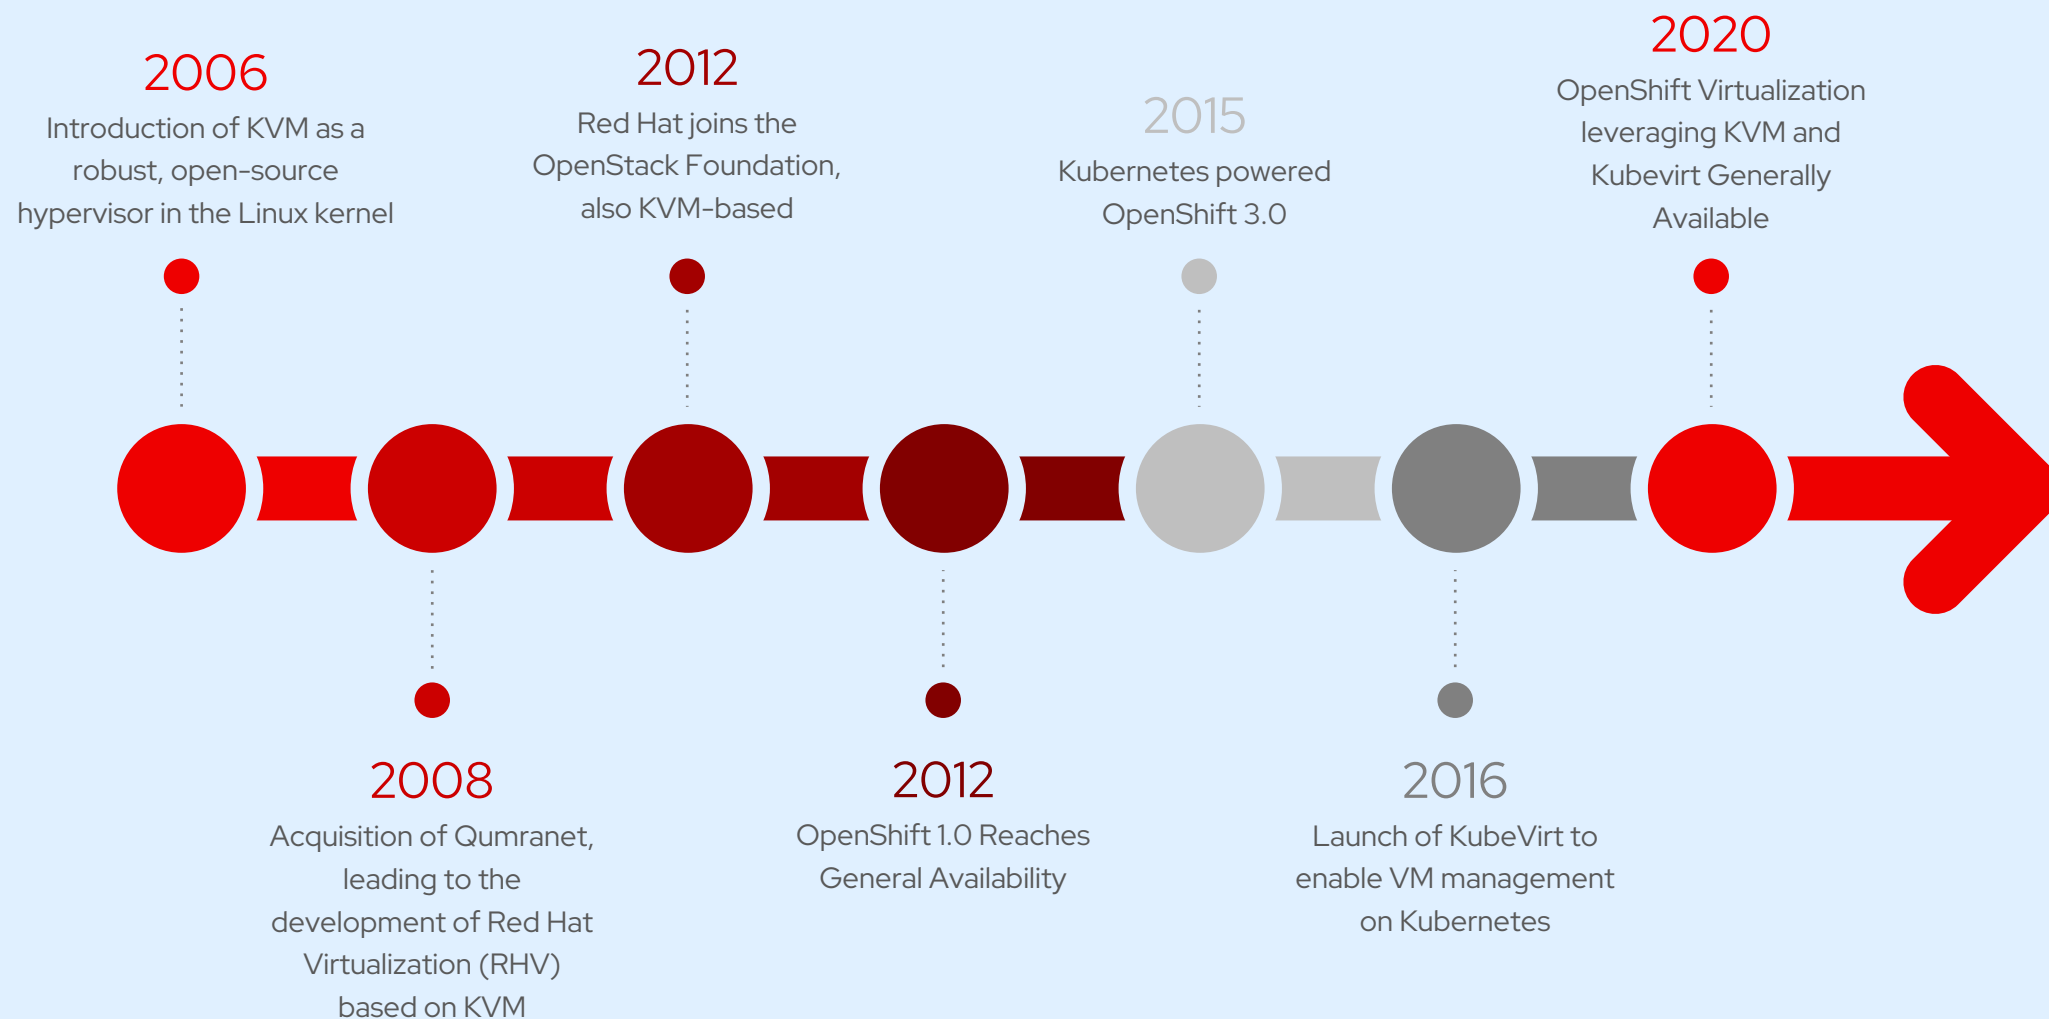 2006
Introduction of KVM as a
robust, open-source
hypervisor in the Linux kernel
2008
Acquisition of Qumranet,
leading to the
development of Red Hat
Virtualization (RHV)
based on KVM
2012
Red Hat joins the
OpenStack Foundation,
also KVM-based
2012
OpenShift 1.0 Reaches
General Availability
2015
Kubernetes powered
OpenShift 3.0
2016
Launch of KubeVirt to
enable VM management
on Kubernetes
2020
OpenShift Virtualization
leveraging KVM and
Kubevirt Generally
Available